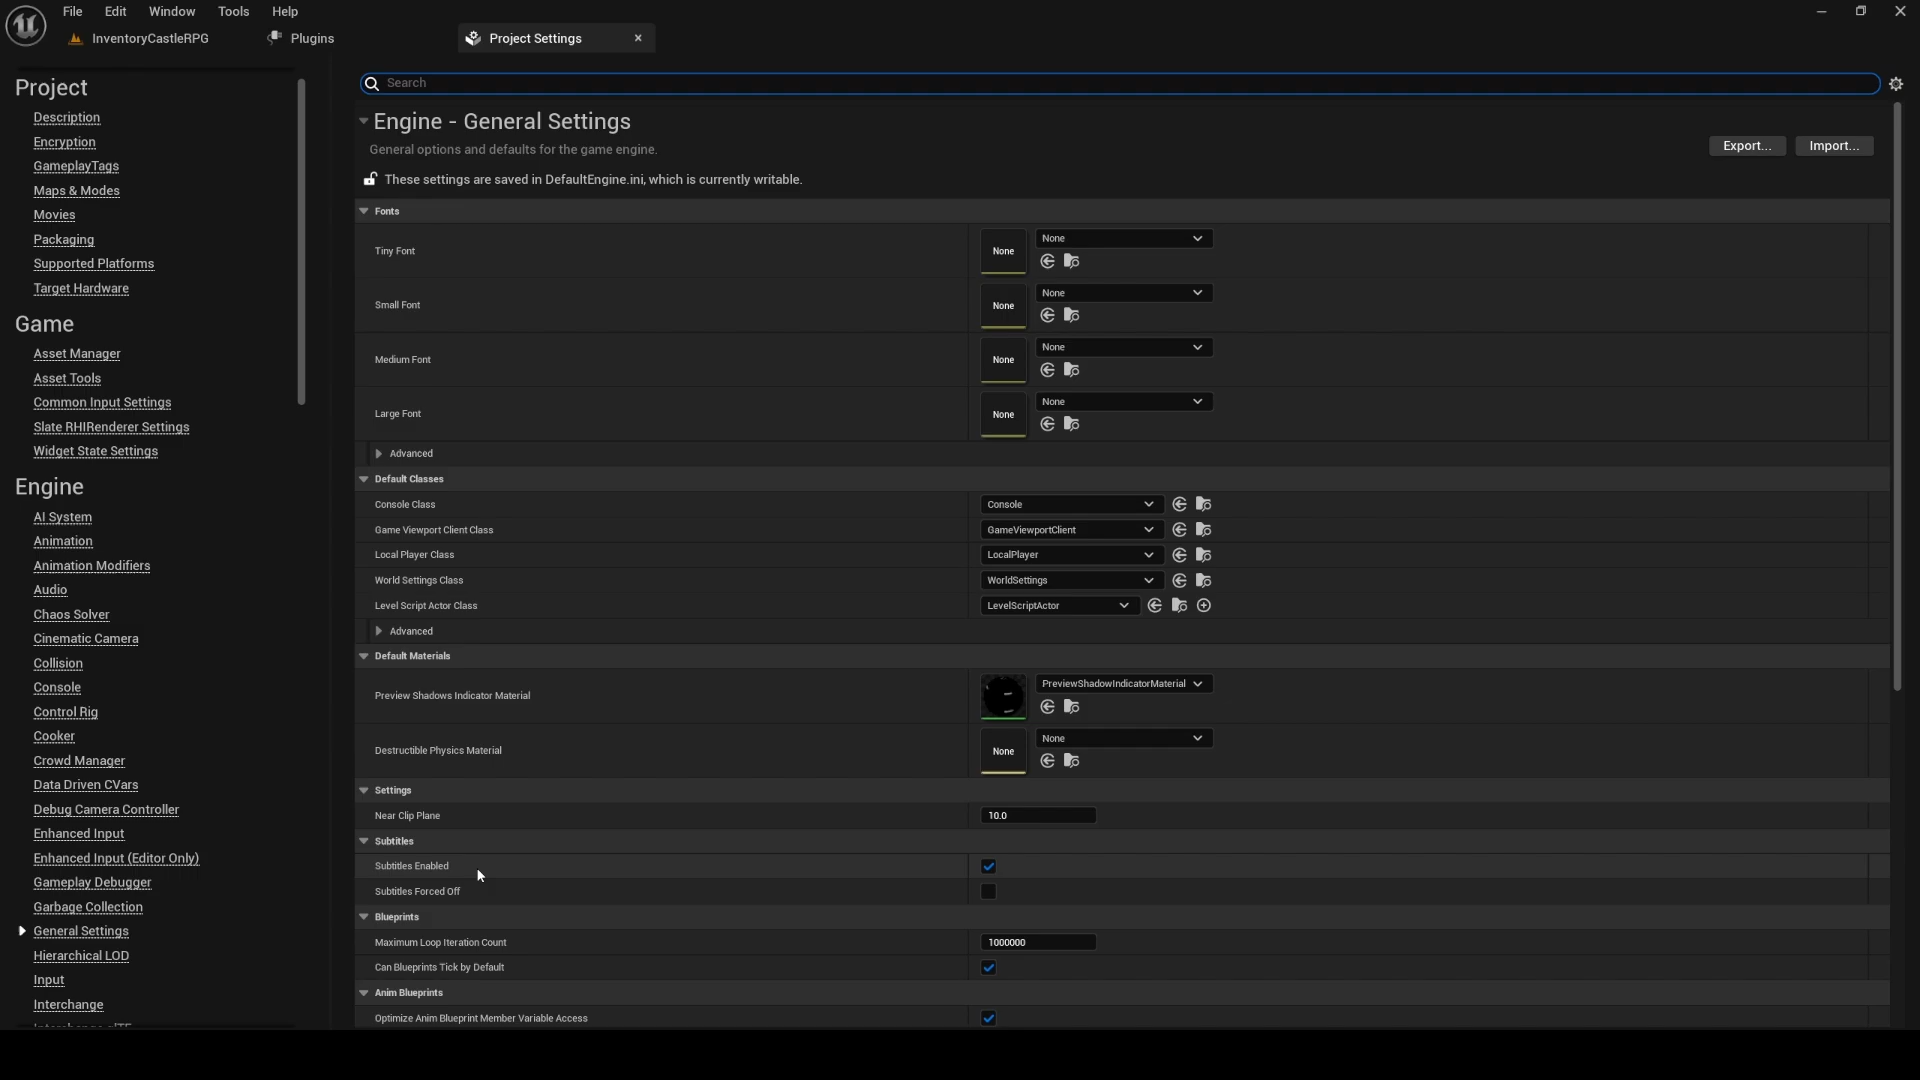 File Edit Window Tools Help
InventoryCastleRPG Plugins Project Settings
Project
Description
Encryption
GameplayTags
Maps & Modes
Movies
Packaging
Supported Platforms
Target Hardware
Game
Asset Manager
Asset Tools
Common Input Settings
Slate RHIRenderer Settings
Widget State Settings
Engine
AI System
Animation
Animation Modifiers
Audio
Chaos Solver
Cinematic Camera
Collision
Console
Control Rig
Cooker
Crowd Manager
Data Driven CVars
Debug Camera Controller
Enhanced Input
Enhanced Input (Editor Only)
Gameplay Debugger
Garbage Collection
General Settings
Hierarchical LOD
Input
Interchange
Search
Engine - General Settings
General options and defaults for the game engine.
Export... Import...
These settings are saved in DefaultEngine.ini, which is currently writable.
Fonts
Tiny Font None None
Small Font None None
Medium Font None None
Large Font None None
Advanced
Default Classes
Console Class Console
Game Viewport Client Class GameViewportClient
Local Player Class LocalPlayer
World Settings Class WorldSettings
Level Script Actor Class LevelScriptActor
Advanced
Default Materials
Preview Shadows Indicator Material PreviewShadowIndicatorMaterial
Destructible Physics Material None None
Settings
Near Clip Plane 10.0
Subtitles
Subtitles Enabled
Subtitles Forced Off
Blueprints
Maximum Loop Iteration Count 1000000
Can Blueprints Tick by Default
Anim Blueprints
Optimize Anim Blueprint Member Variable Access